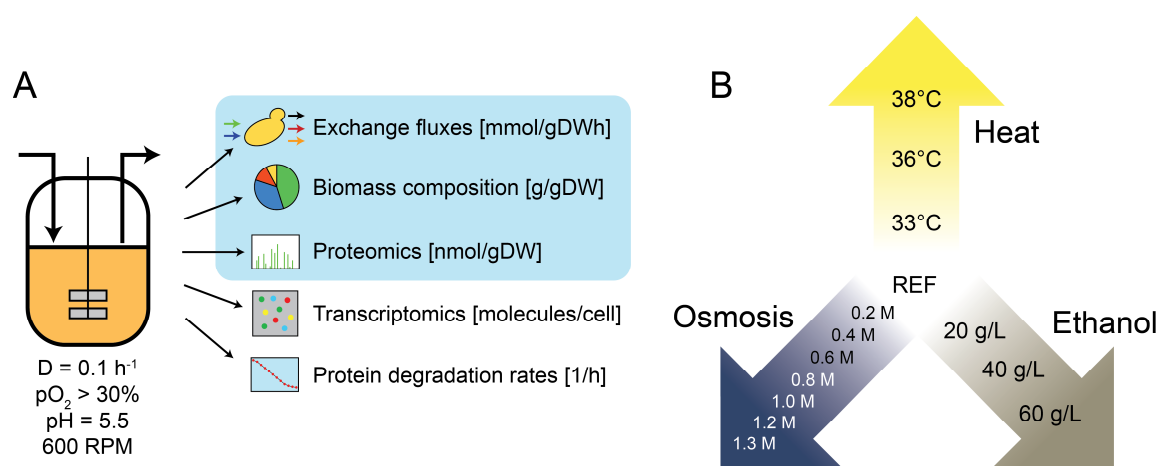 A
Exchange fluxes [mmol/gDWh]
Biomass composition [g/gDW]
Proteomics [nmol/gDW]
Transcriptomics [molecules/cell]
Protein degradation rates [1/h]
D = 0.1 h⁻¹
pO₂ > 30%
pH = 5.5
600 RPM
B
38°C
Heat
36°C
33°C
REF
Osmosis
0.2 M
0.4 M
0.6 M
0.8 M
1.0 M
1.2 M
1.3 M
Ethanol
20 g/L
40 g/L
60 g/L